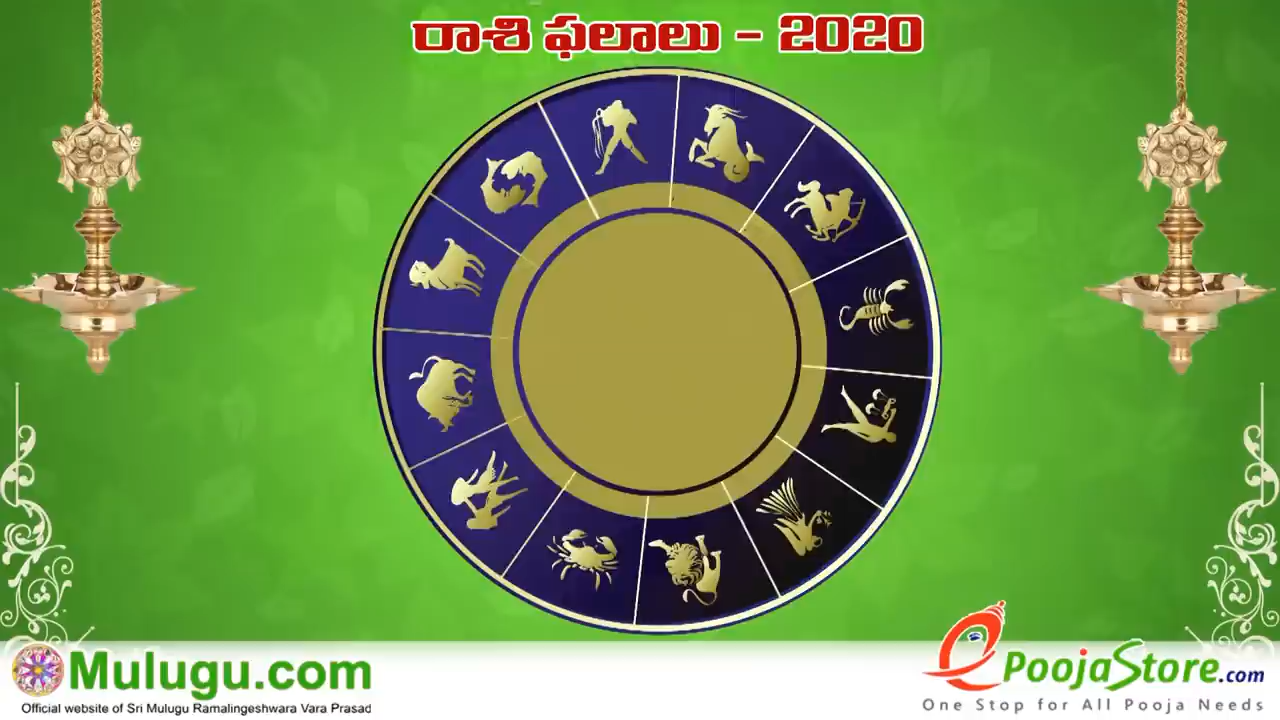 రాశి ఫలాలు - 2020
Mulugu.com
Official website of Sri Mulugu Ramalingeshwara Vara Prasad
ePoojaStore.com
One Stop for All Pooja Needs